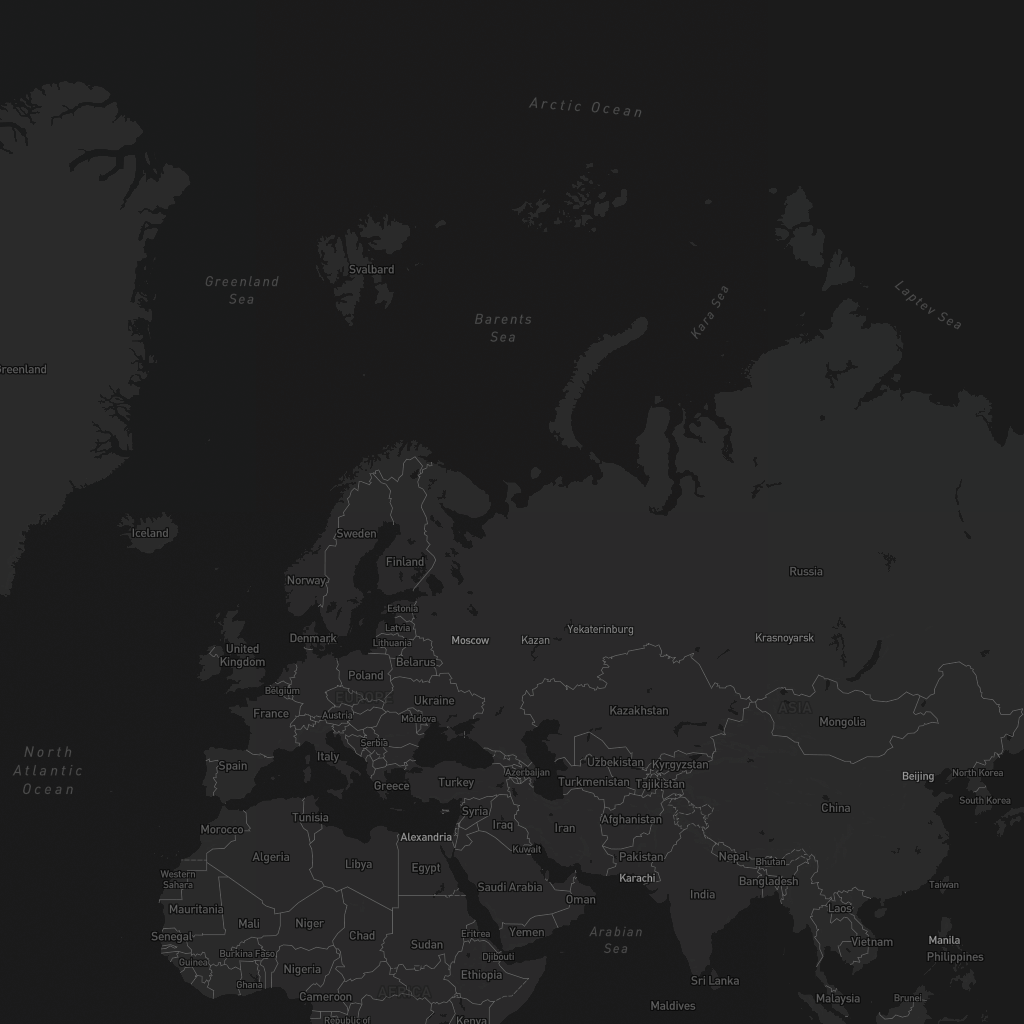 Arctic Ocean
Svalbard
Greenland
Sea
Kara Sea
Laptev Sea
Barents
Sea
Greenland
Iceland
Sweden
Finland
Russia
Norway
Estonia
Latvia
Yekaterinburg
Denmark
Moscow
Kazan
Krasnoyarsk
Lithuania
United
Kingdom
Belarus
Poland
Belgium
EUROPE
Ukraine
ASIA
France
Austria
Moldova
Kazakhstan
Mongolia
Serbia
North
Atlantic
Ocean
Italy
Spain
Uzbekistan
Kyrgyzstan
Azerbaijan
North Korea
Beijing
Greece
Turkey
Turkmenistan
Tajikistan
South Korea
Syria
China
Tunisia
Afghanistan
Morocco
Iraq
Iran
Alexandria
Kuwait
Algeria
Libya
Egypt
Pakistan
Nepal
Bhutan
Western
Sahara
Karachi
Bangladesh
Taiwan
Saudi Arabia
India
Oman
Mauritania
Laos
Mali
Niger
Chad
Senegal
Eritrea
Yemen
Arabian
Sea
Vietnam
Manila
Sudan
Burkina Faso
Djibouti
Philippines
Guinea
Nigeria
Ethiopia
Sri Lanka
Ghana
AFRICA
Cameroon
Maldives
Malaysia
Brunei
Republic of
Kenya